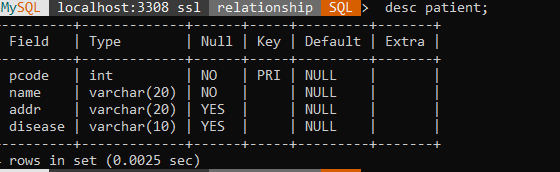 MySQL localhost:3308 ssl relationship SQL > desc patient;
+---------+-------------+------+-----+---------+-------+
Field | Type | Null | Key | Default | Extra |
+---------+-------------+------+-----+---------+-------+
pcode | int | NO | PRI | NULL | |
name | varchar(20) | NO | | NULL | |
addr | varchar(20) | YES | | NULL | |
disease | varchar(10) | YES | | NULL | |
+---------+-------------+------+-----+---------+-------+
rows in set (0.0025 sec)